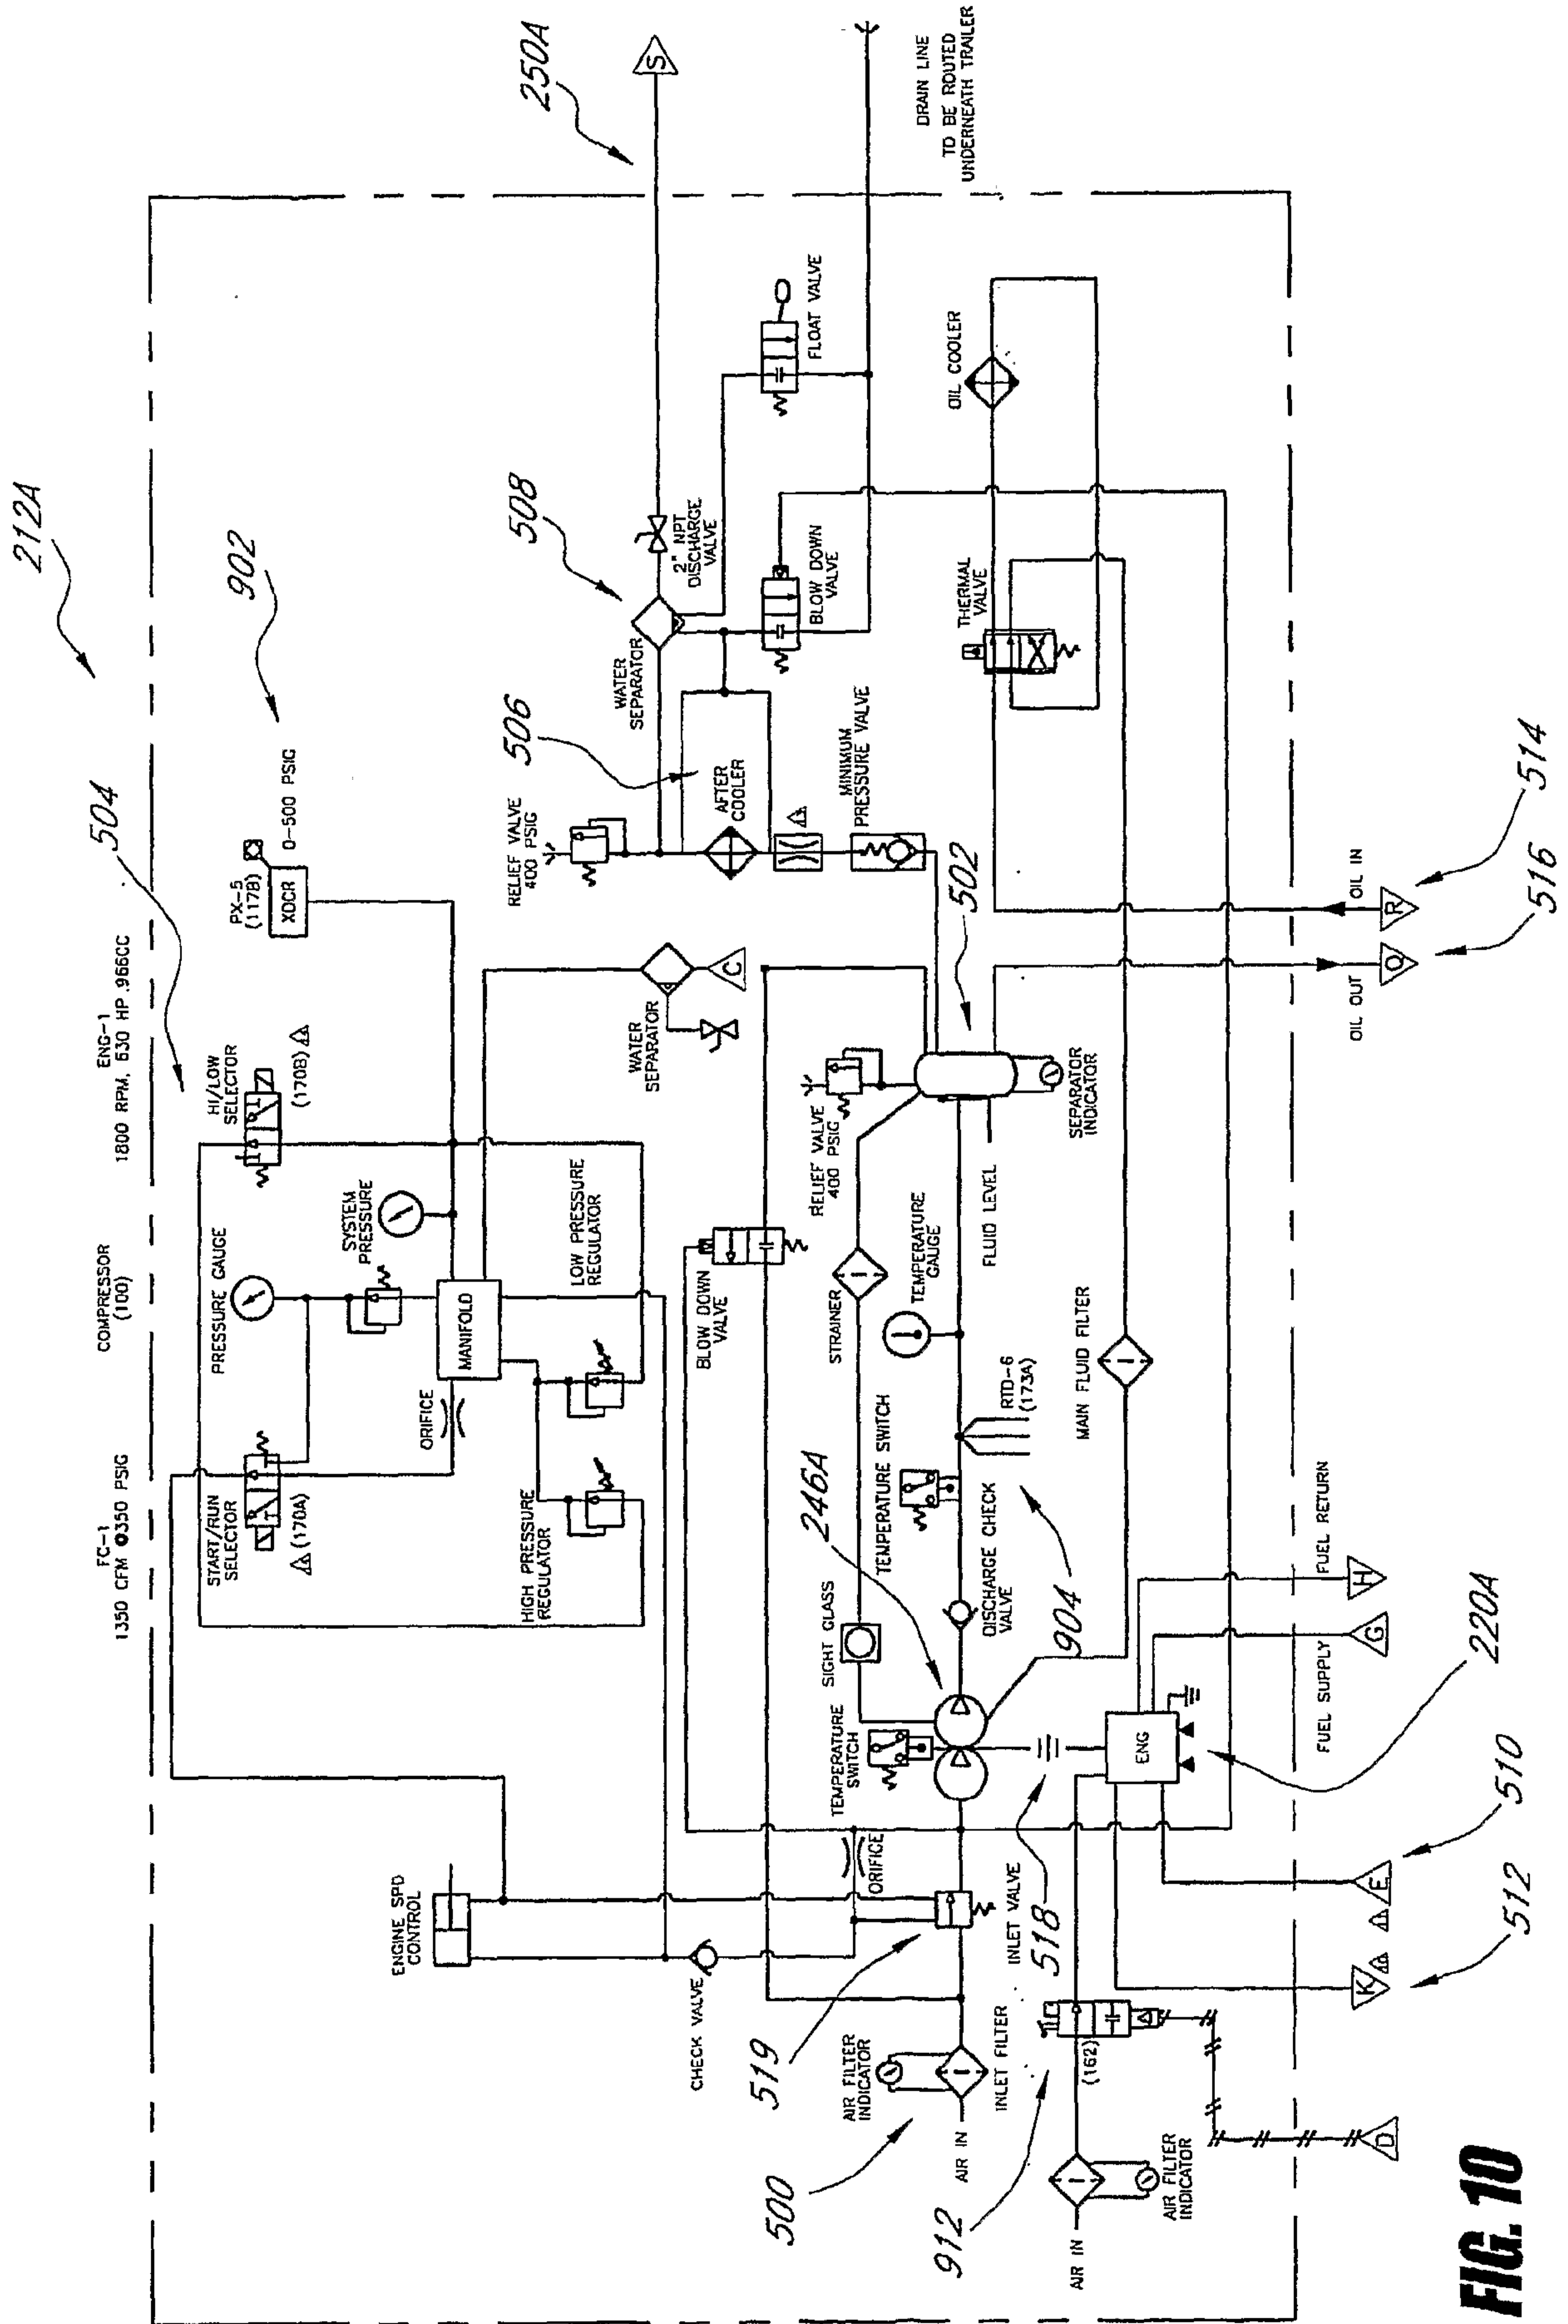 212A
FC-1
1350 CFM @350 PSIG
COMPRESSOR
(100)
ENG-1
1800 RPM, 530 HP .966CC
504
902
START/RUN
SELECTOR
(170A)
PRESSURE GAUGE
SYSTEM
PRESSURE
HI/LOW
SELECTOR
(170B)
PX-5
(117B)
XDCR
0-500 PSIG
ORIFICE
MANIFOLD
HIGH PRESSURE
REGULATOR
LOW PRESSURE
REGULATOR
ENGINE SPD
CONTROL
CHECK VALVE
WATER
SEPARATOR
C
RELIEF VALVE
400 PSIG
506
AFTER
COOLER
MINIMUM
PRESSURE VALVE
WATER
SEPARATOR
508
2" NPT
DISCHARGE
VALVE
250A
S
BLOW DOWN
VALVE
FLOAT VALVE
DRAIN LINE
TO BE ROUTED
UNDERNEATH TRAILER
BLOW DOWN
VALVE
RELIEF VALVE
400 PSIG
502
STRAINER
TEMPERATURE
GAUGE
FLUID LEVEL
SEPARATOR
INDICATOR
THERMAL
VALVE
OIL COOLER
519
ORIFICE
TEMPERATURE
SWITCH
SIGHT GLASS
246A
TEMPERATURE SWITCH
DISCHARGE CHECK
VALVE
904
RTD-6
(173A)
MAIN FLUID FILTER
500
AIR FILTER
INDICATOR
AIR IN
INLET FILTER
INLET VALVE
518
ENG
220A
912
AIR IN
AIR FILTER
INDICATOR
(162)
D
K
512
E
510
FUEL SUPPLY
G
FUEL RETURN
H
OIL OUT
Q
516
OIL IN
R
514
FIG. 10